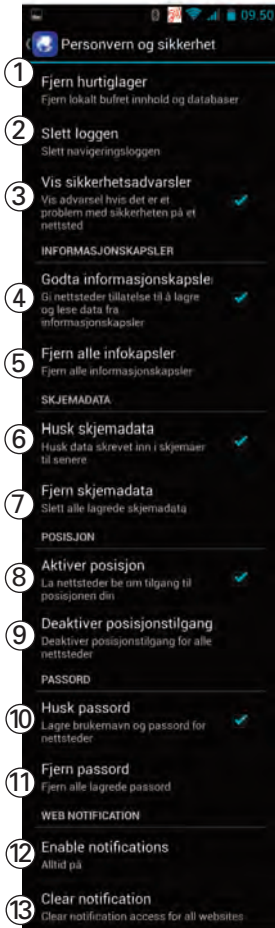 09.50
Personvern og sikkerhet
1 Fjern hurtiglager
Fjern lokalt bufret innhold og databaser
2 Slett loggen
Slett navigeringsloggen
3 Vis sikkerhetsadvarsler
Vis advarsel hvis det er et
problem med sikkerheten på et
nettsted
INFORMASJONSKAPSLER
4 Godta informasjonskapsler
Gi nettsteder tillatelse til å lagre
og lese data fra
informasjonskapsler
5 Fjern alle infokapsler
Fjern alle informasjonskapsler
SKJEMADATA
6 Husk skjemadata
Husk data skrevet inn i skjemaer
til senere
7 Fjern skjemadata
Slett alle lagrede skjemadata
POSISJON
8 Aktiver posisjon
La nettsteder be om tilgang til
posisjonen din
9 Deaktiver posisjonstilgang
Deaktiver posisjonstilgang for alle
nettsteder
PASSORD
10 Husk passord
Lagre brukernavn og passord for
nettsteder
11 Fjern passord
Fjern alle lagrede passord
WEB NOTIFICATION
12 Enable notifications
Alltid på
13 Clear notification
Clear notification access for all websites